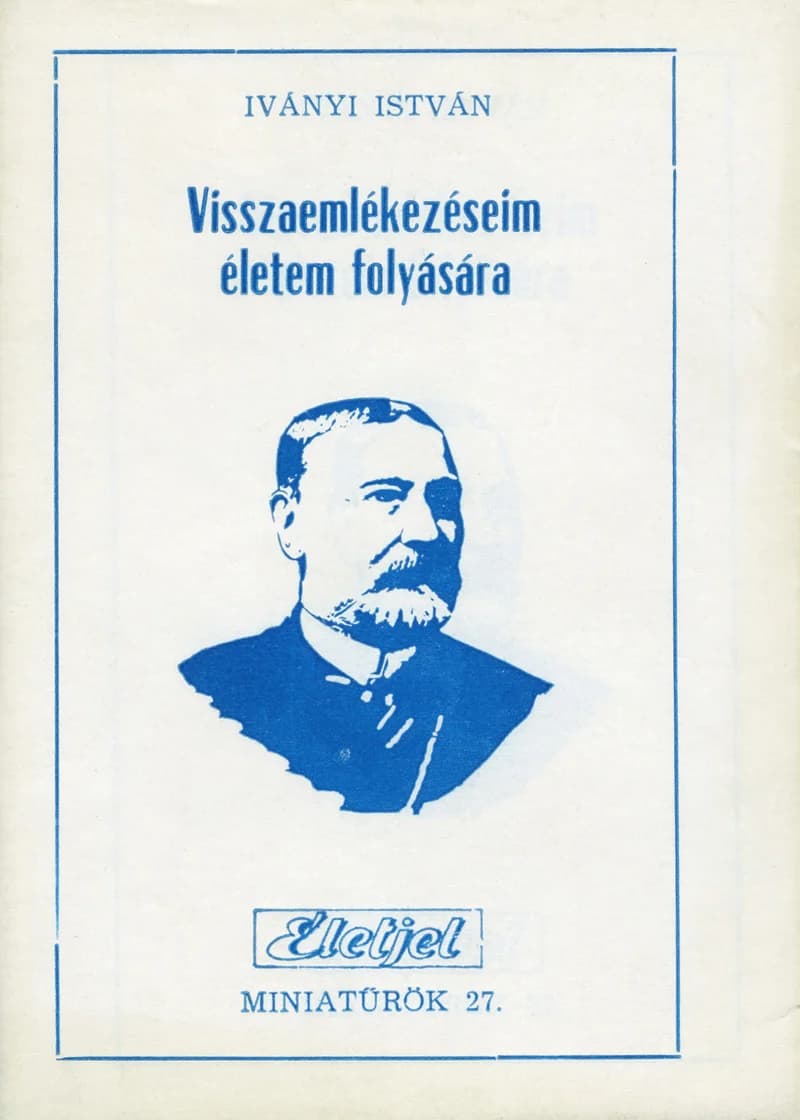 IVÁNYI ISTVÁN
Visszaemlékezéseim
életem folyására
Életjel
MINIATŰRÖK 27.